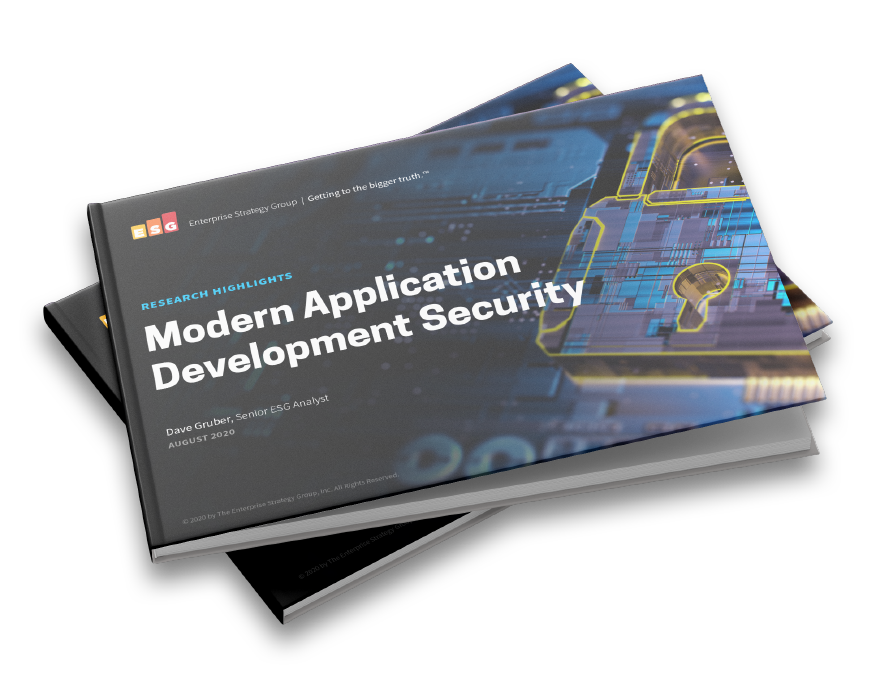 ESG
Enterprise Strategy Group | Getting to the bigger truth.™
RESEARCH HIGHLIGHTS
Modern Application
Development Security
Dave Gruber, Senior ESG Analyst
AUGUST 2020
© 2020 by The Enterprise Strategy Group, Inc. All Rights Reserved.
© 2020 by The Enterprise Strategy